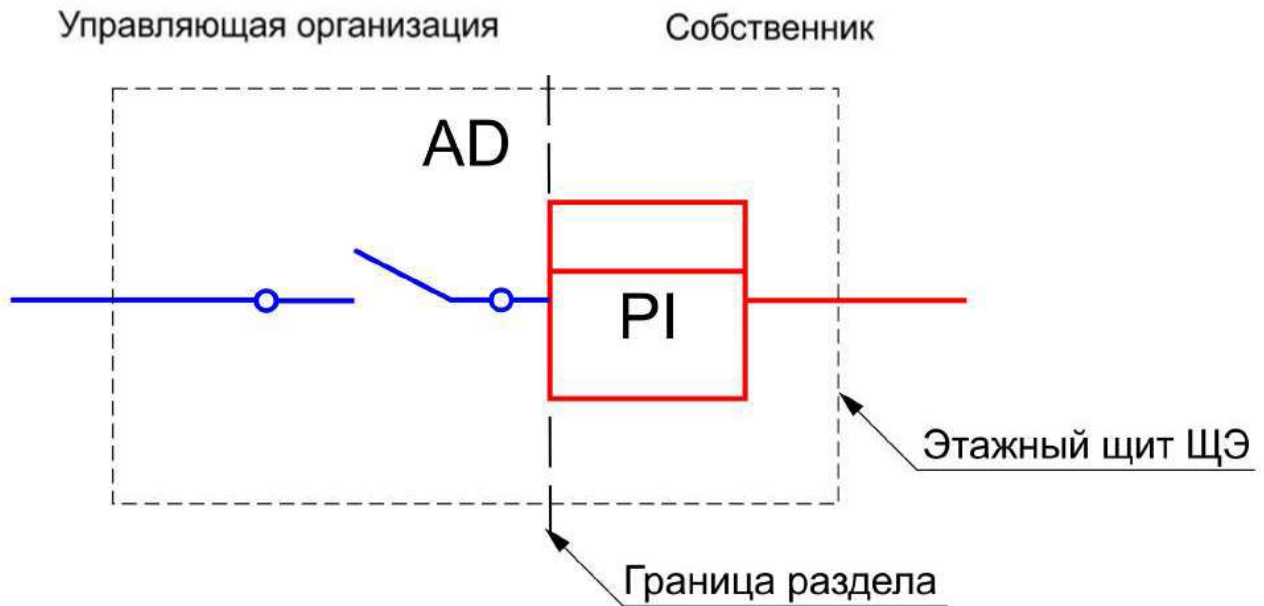 Управляющая организация
Собственник
AD
PI
Этажный щит ЩЭ
Граница раздела